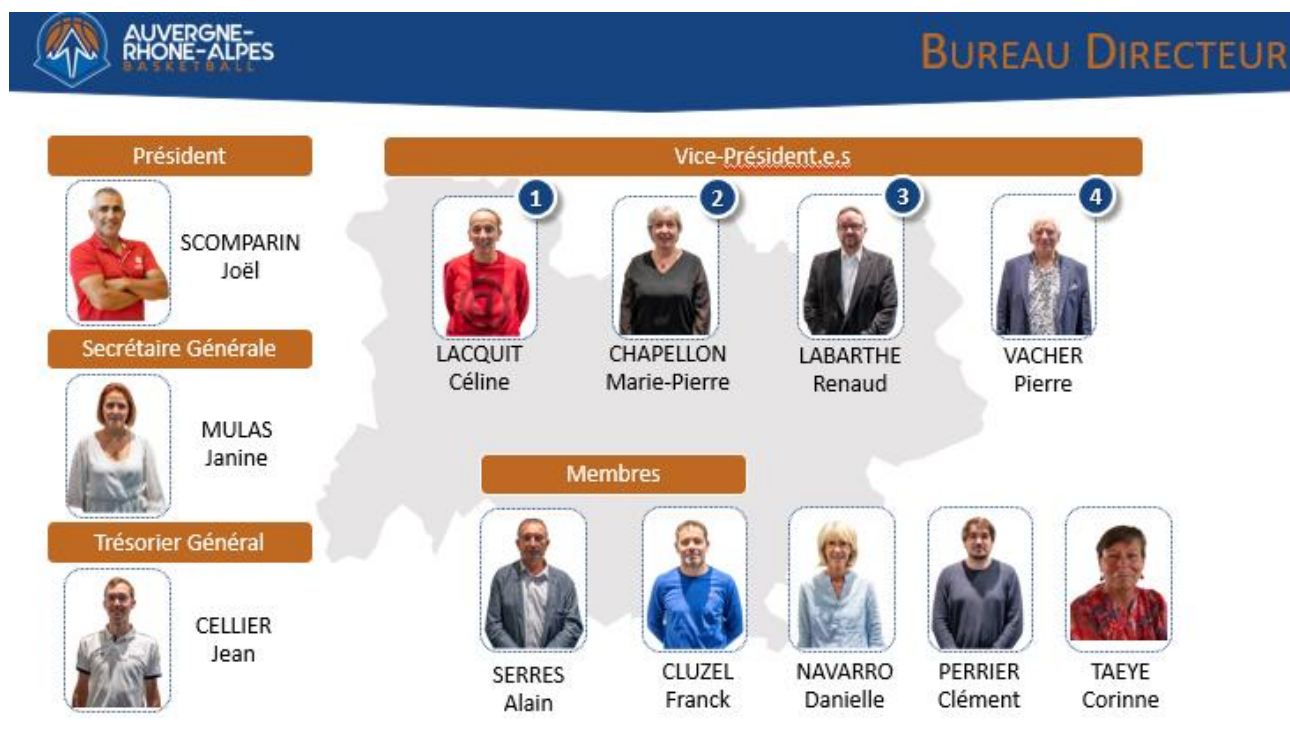 AUVERGNE-
RHÔNE-ALPES
BASKETBALL
BUREAU DIRECTEUR
Président
SCOMPARIN
Joël
Secrétaire Générale
MULAS
Janine
Trésorier Général
CELLIER
Jean
Vice-Président.e.s
1
2
3
4
LACQUIT
Céline
CHAPELLON
Marie-Pierre
LABARTHE
Renaud
VACHER
Pierre
Membres
SERRES
Alain
CLUZEL
Franck
NAVARRO
Danielle
PERRIER
Clément
TAEYE
Corinne